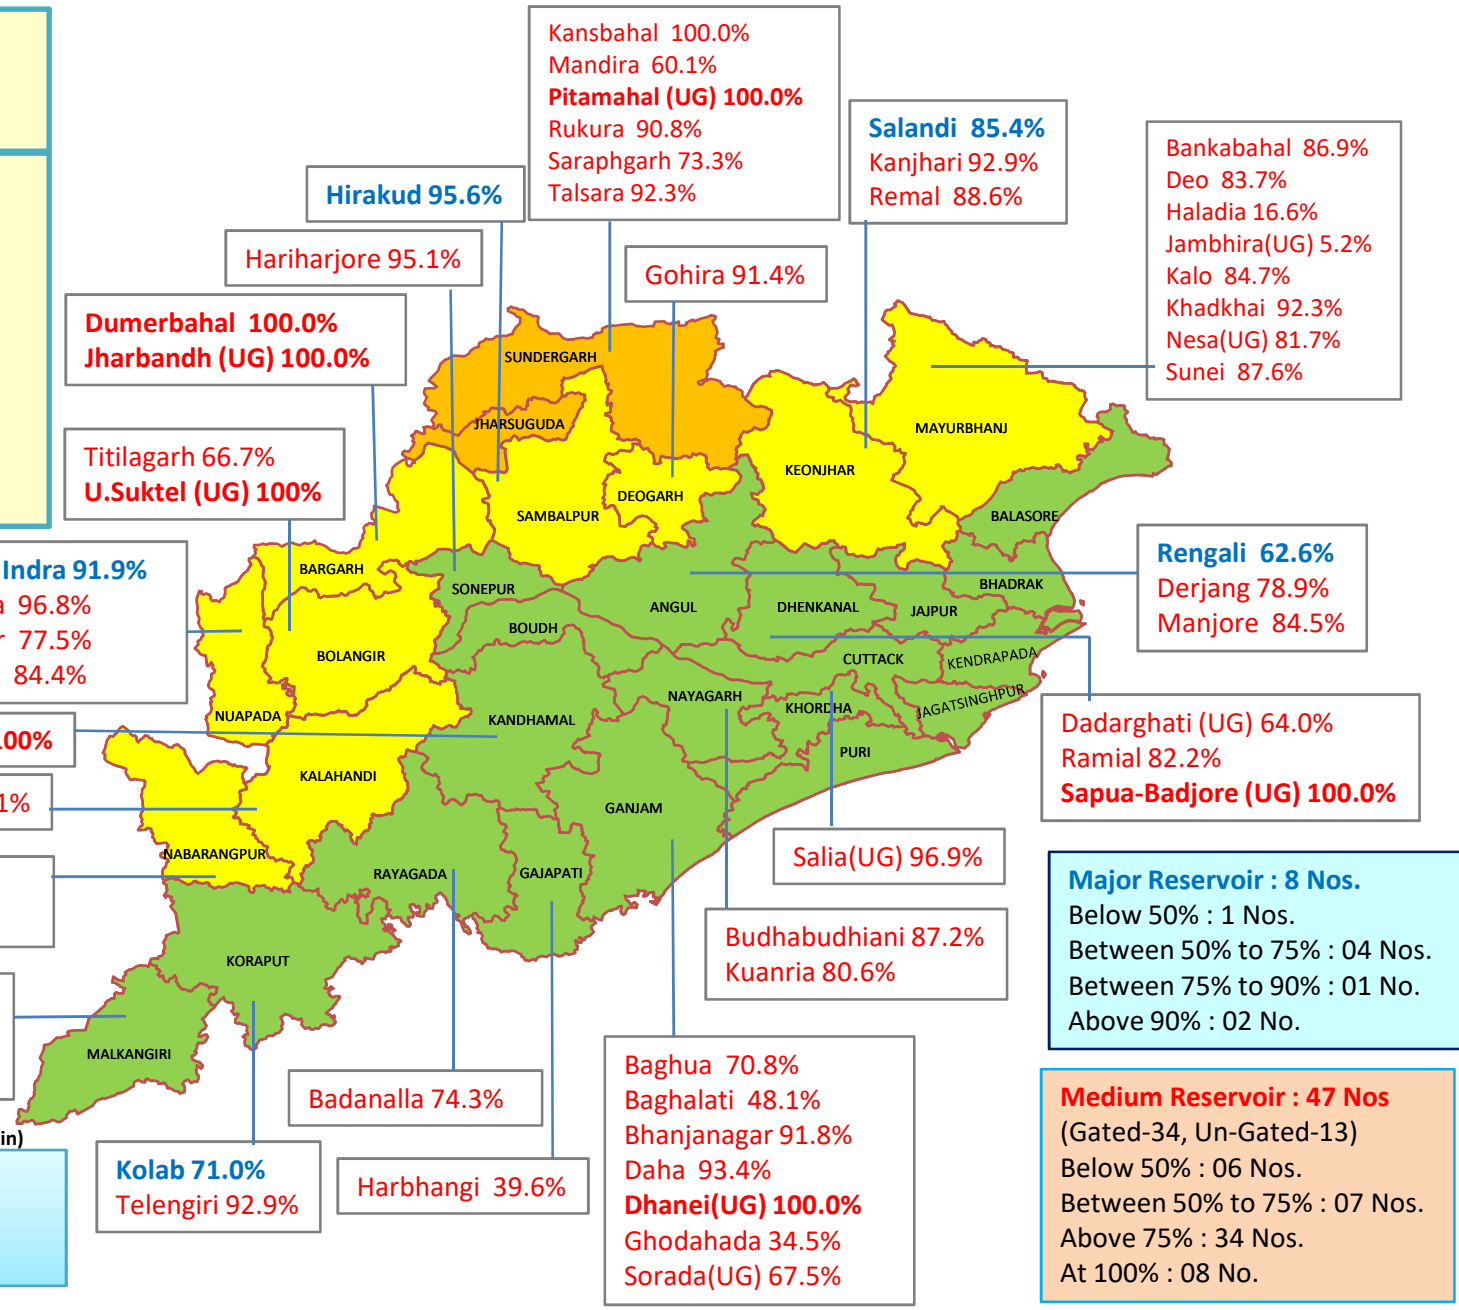 Kansbahal 100.0%
Mandira 60.1%
Pitamahal (UG) 100.0%
Rukura 90.8%
Saraphgarh 73.3%
Talsara 92.3%
Salandi 85.4%
Kanjhari 92.9%
Remal 88.6%
Bankabahal 86.9%
Deo 83.7%
Haladia 16.6%
Jambhira(UG) 5.2%
Kalo 84.7%
Khadkhai 92.3%
Nesa(UG) 81.7%
Sunei 87.6%
Hirakud 95.6%
Hariharjore 95.1%
Gohira 91.4%
Dumerbahal 100.0%
Jharbandh (UG) 100.0%
Titilagarh 66.7%
U.Suktel (UG) 100%
Indra 91.9%
a 96.8%
r 77.5%
84.4%
100%
1%
SUNDERGARH
JHARSUGUDA
SAMBALPUR
DEOGARH
KEONJHAR
MAYURBHANJ
BALASORE
BHADRAK
BARGARH
SONEPUR
ANGUL
DHENKANAL
JAJPUR
BOUDH
BOLANGIR
CUTTACK
KENDRAPADA
NUAPADA
NAYAGARH
KHORDHA
JAGATSINGHPUR
KANDHAMAL
PURI
KALAHANDI
GANJAM
NABARANGPUR
RAYAGADA
GAJAPATI
KORAPUT
MALKANGIRI
Rengali 62.6%
Derjang 78.9%
Manjore 84.5%
Dadarghati (UG) 64.0%
Ramial 82.2%
Sapua-Badjore (UG) 100.0%
Salia(UG) 96.9%
Budhabudhiani 87.2%
Kuanria 80.6%
Baghua 70.8%
Baghalati 48.1%
Bhanjanagar 91.8%
Daha 93.4%
Dhanei(UG) 100.0%
Ghodahada 34.5%
Sorada(UG) 67.5%
Badanalla 74.3%
Harbhangi 39.6%
in)
Kolab 71.0%
Telengiri 92.9%
Major Reservoir : 8 Nos.
Below 50% : 1 Nos.
Between 50% to 75% : 04 Nos.
Between 75% to 90% : 01 No.
Above 90% : 02 No.
Medium Reservoir : 47 Nos
(Gated-34, Un-Gated-13)
Below 50% : 06 Nos.
Between 50% to 75% : 07 Nos.
Above 75% : 34 Nos.
At 100% : 08 No.